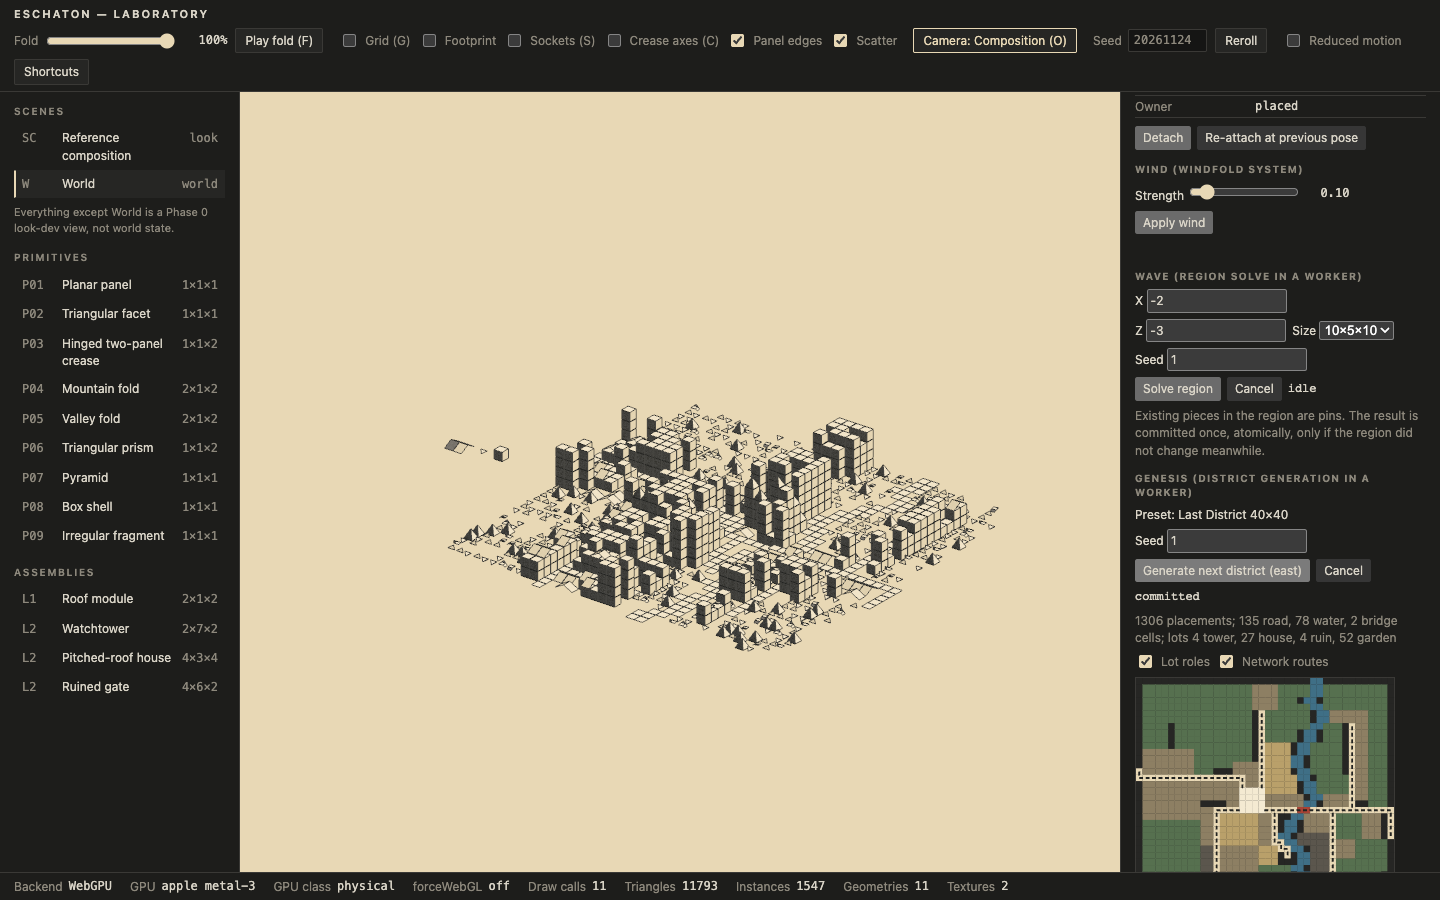 ESCHATON — LABORATORY
Fold 100% Play fold (F) Grid (G) Footprint Sockets (S) Crease axes (C) Panel edges Scatter Camera: Composition (O) Seed 20261124 Reroll Reduced motion
Shortcuts
SCENES
SC Reference composition look
W World world
Everything except World is a Phase 0
look-dev view, not world state.
PRIMITIVES
P01 Planar panel 1×1×1
P02 Triangular facet 1×1×1
P03 Hinged two-panel crease 1×1×2
P04 Mountain fold 2×1×2
P05 Valley fold 2×1×2
P06 Triangular prism 1×1×2
P07 Pyramid 1×1×1
P08 Box shell 1×1×1
P09 Irregular fragment 1×1×1
ASSEMBLIES
L1 Roof module 2×1×2
L2 Watchtower 2×7×2
L2 Pitched-roof house 4×3×4
L2 Ruined gate 4×6×2
Owner placed
Detach Re-attach at previous pose
WIND (WINDFOLD SYSTEM)
Strength 0.10
Apply wind
WAVE (REGION SOLVE IN A WORKER)
X -2
Z -3 Size 10×5×10
Seed 1
Solve region Cancel idle
Existing pieces in the region are pins. The result is
committed once, atomically, only if the region did
not change meanwhile.
GENESIS (DISTRICT GENERATION IN A
WORKER)
Preset: Last District 40×40
Seed 1
Generate next district (east) Cancel
committed
1306 placements; 135 road, 78 water, 2 bridge
cells; lots 4 tower, 27 house, 4 ruin, 52 garden
Lot roles Network routes
Backend WebGPU GPU apple metal-3 GPU class physical forceWebGL off Draw calls 11 Triangles 11793 Instances 1547 Geometries 11 Textures 2